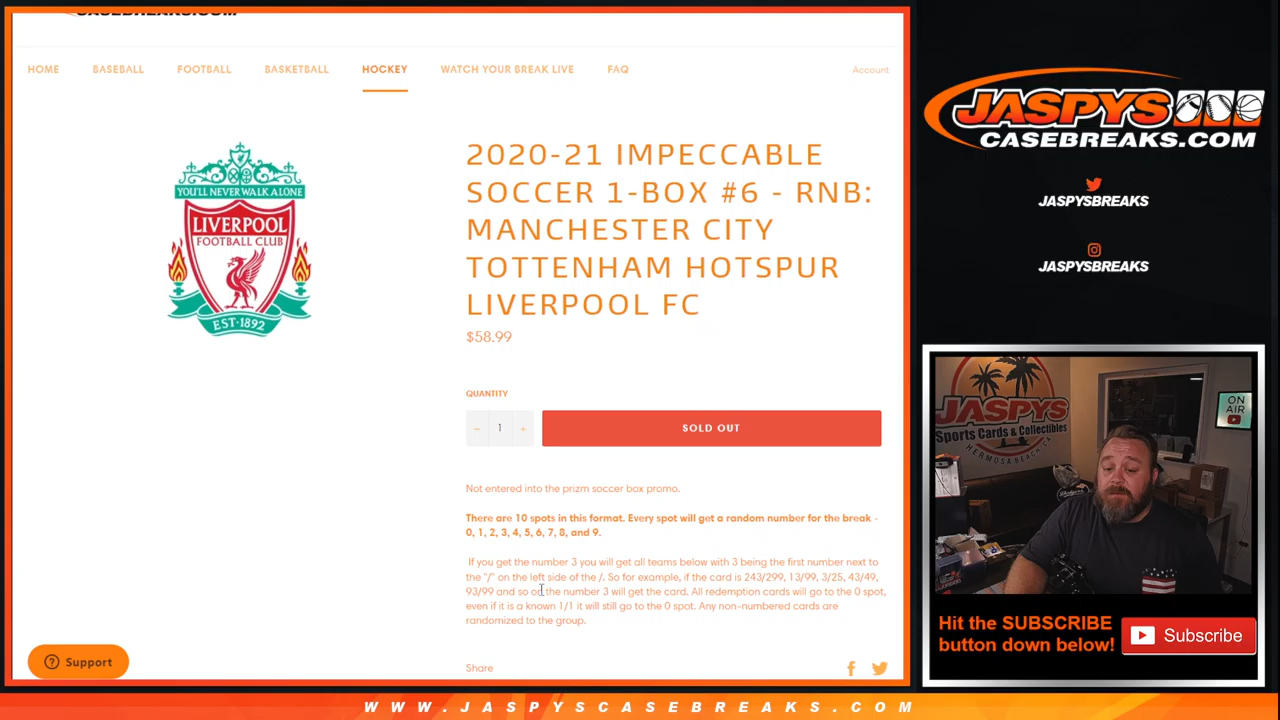 CASEBREAKS.COM
HOME BASEBALL FOOTBALL BASKETBALL HOCKEY WATCH YOUR BREAK LIVE FAQ Account
YOU'LL NEVER WALK ALONE
LIVERPOOL
FOOTBALL CLUB
EST·1892
2020-21 IMPECCABLE
SOCCER 1-BOX #6 - RNB:
MANCHESTER CITY
TOTTENHAM HOTSPUR
LIVERPOOL FC
$58.99
QUANTITY
− 1 + SOLD OUT
Not entered into the prizm soccer box promo.
There are 10 spots in this format. Every spot will get a random number for the break -
0, 1, 2, 3, 4, 5, 6, 7, 8, and 9.
If you get the number 3 you will get all teams below with 3 being the first number next to
the "/" on the left side of the /. So for example, if the card is 243/299, 13/99, 3/25, 43/49,
93/99 and so on the number 3 will get the card. All redemption cards will go to the 0 spot,
even if it is a known 1/1 it will still go to the 0 spot. Any non-numbered cards are
randomized to the group.
Support
Share
JASPYS
CASEBREAKS.COM
JASPYSBREAKS
JASPYSBREAKS
JASPYS
Sports Cards & Collectibles
HERMOSA BEACH, CA
ON
AIR
Hit the SUBSCRIBE
button down below!
Subscribe
WWW.JASPYSCASEBREAKS.COM